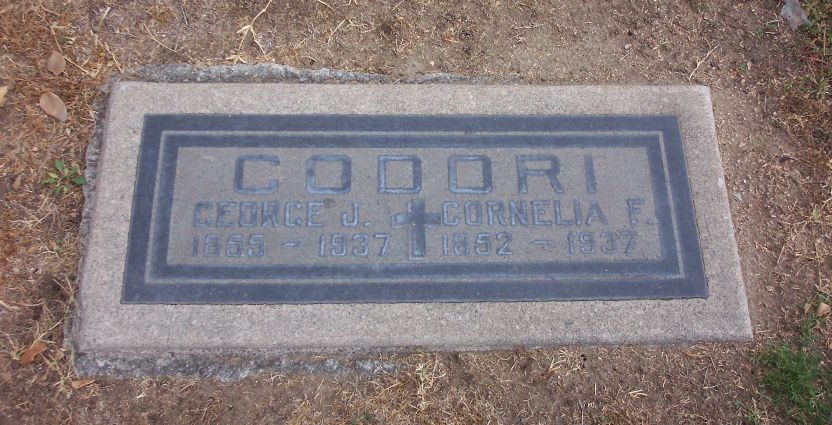 CODORI
GEORGE J. CORNELIA F.
1855 - 1937 1852 - 1937